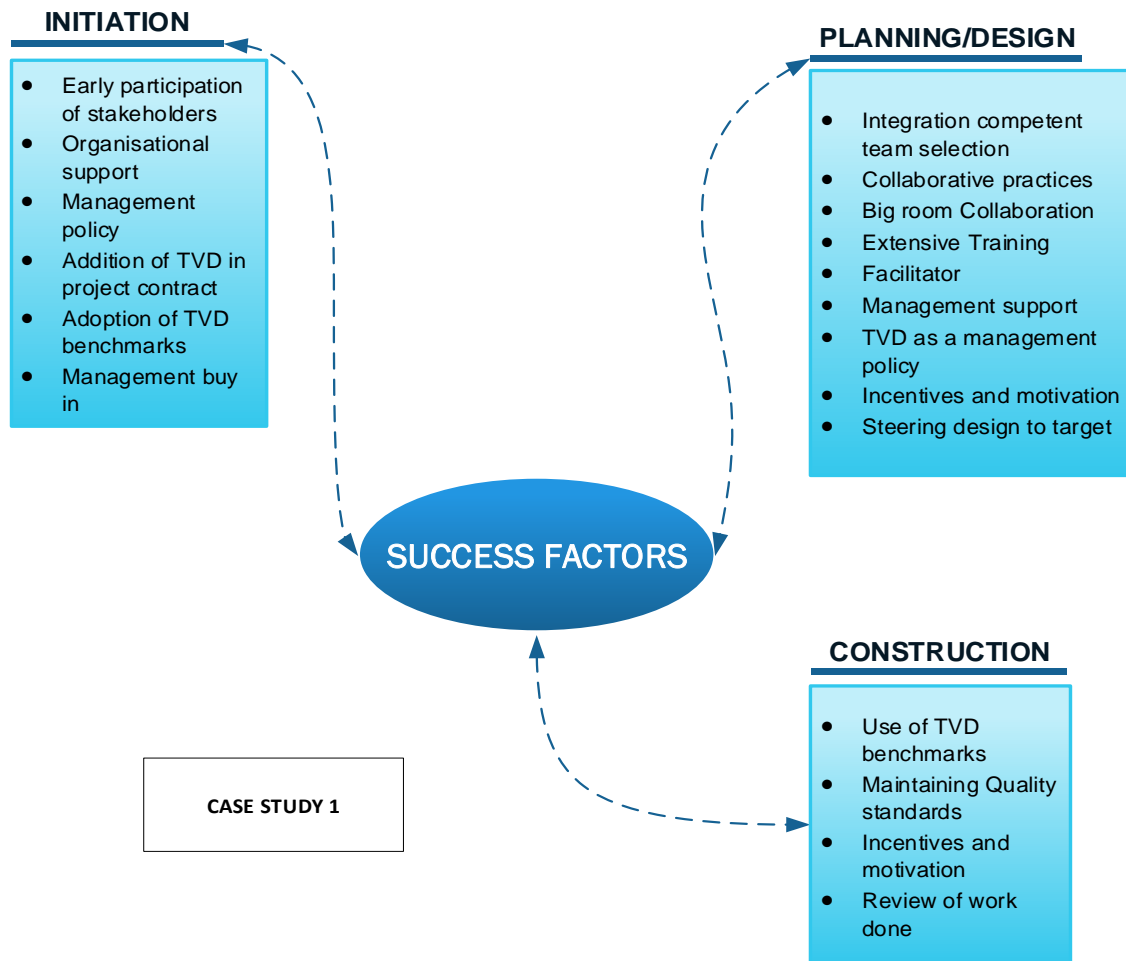 INITIATION
• Early participation
of stakeholders
• Organisational
support
• Management
policy
• Addition of TVD in
project contract
• Adoption of TVD
benchmarks
• Management buy
in
PLANNING/DESIGN
• Integration competent
team selection
• Collaborative practices
• Big room Collaboration
• Extensive Training
• Facilitator
• Management support
• TVD as a management
policy
• Incentives and motivation
• Steering design to target
SUCCESS FACTORS
CONSTRUCTION
• Use of TVD
benchmarks
• Maintaining Quality
standards
• Incentives and
motivation
• Review of work
done
CASE STUDY 1